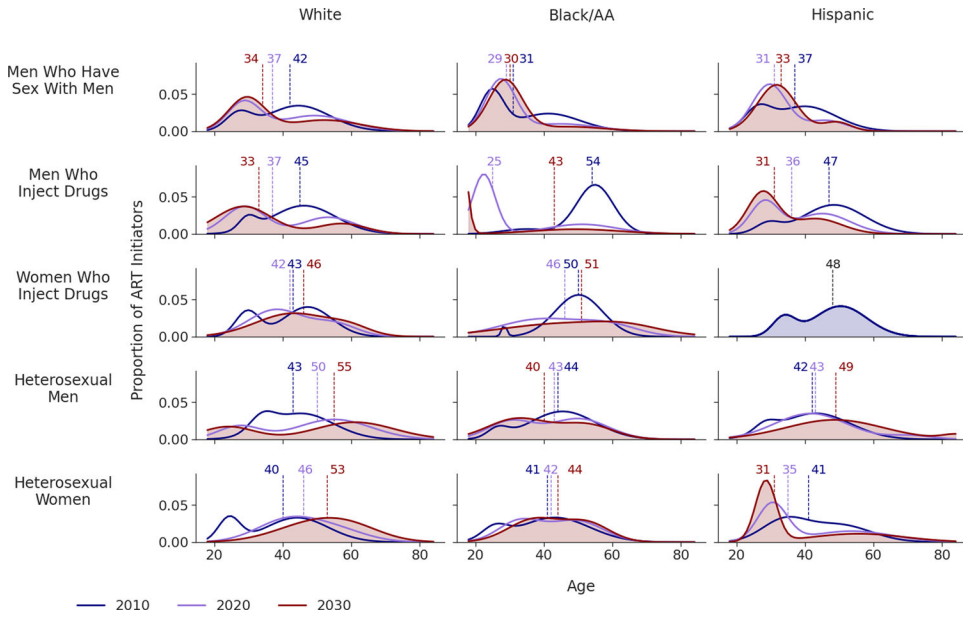 White Black/AA Hispanic
Men Who Have
Sex With Men
0.05
0.00
34 37 42
29 30 31
31 33 37
Men Who
Inject Drugs
0.05
0.00
33 37 45
25 43 54
31 36 47
Women Who
Inject Drugs
0.05
0.00
42 43 46
46 50 51
48
Heterosexual
Men
0.05
0.00
43 50 55
40 43 44
42 43 49
Heterosexual
Women
0.05
0.00
40 46 53
41 42 44
31 35 41
Proportion of ART Initiators
20 40 60 80 20 40 60 80 20 40 60 80
Age
2010 2020 2030